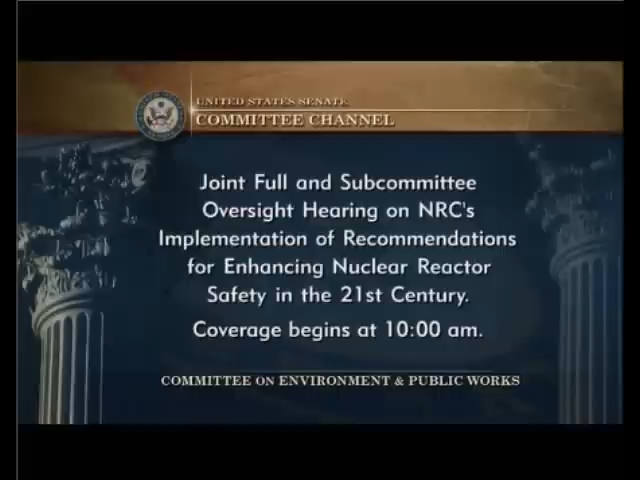 UNITED STATES SENATE
COMMITTEE CHANNEL
Joint Full and Subcommittee
Oversight Hearing on NRC's
Implementation of Recommendations
for Enhancing Nuclear Reactor
Safety in the 21st Century.
Coverage begins at 10:00 am.
COMMITTEE ON ENVIRONMENT & PUBLIC WORKS